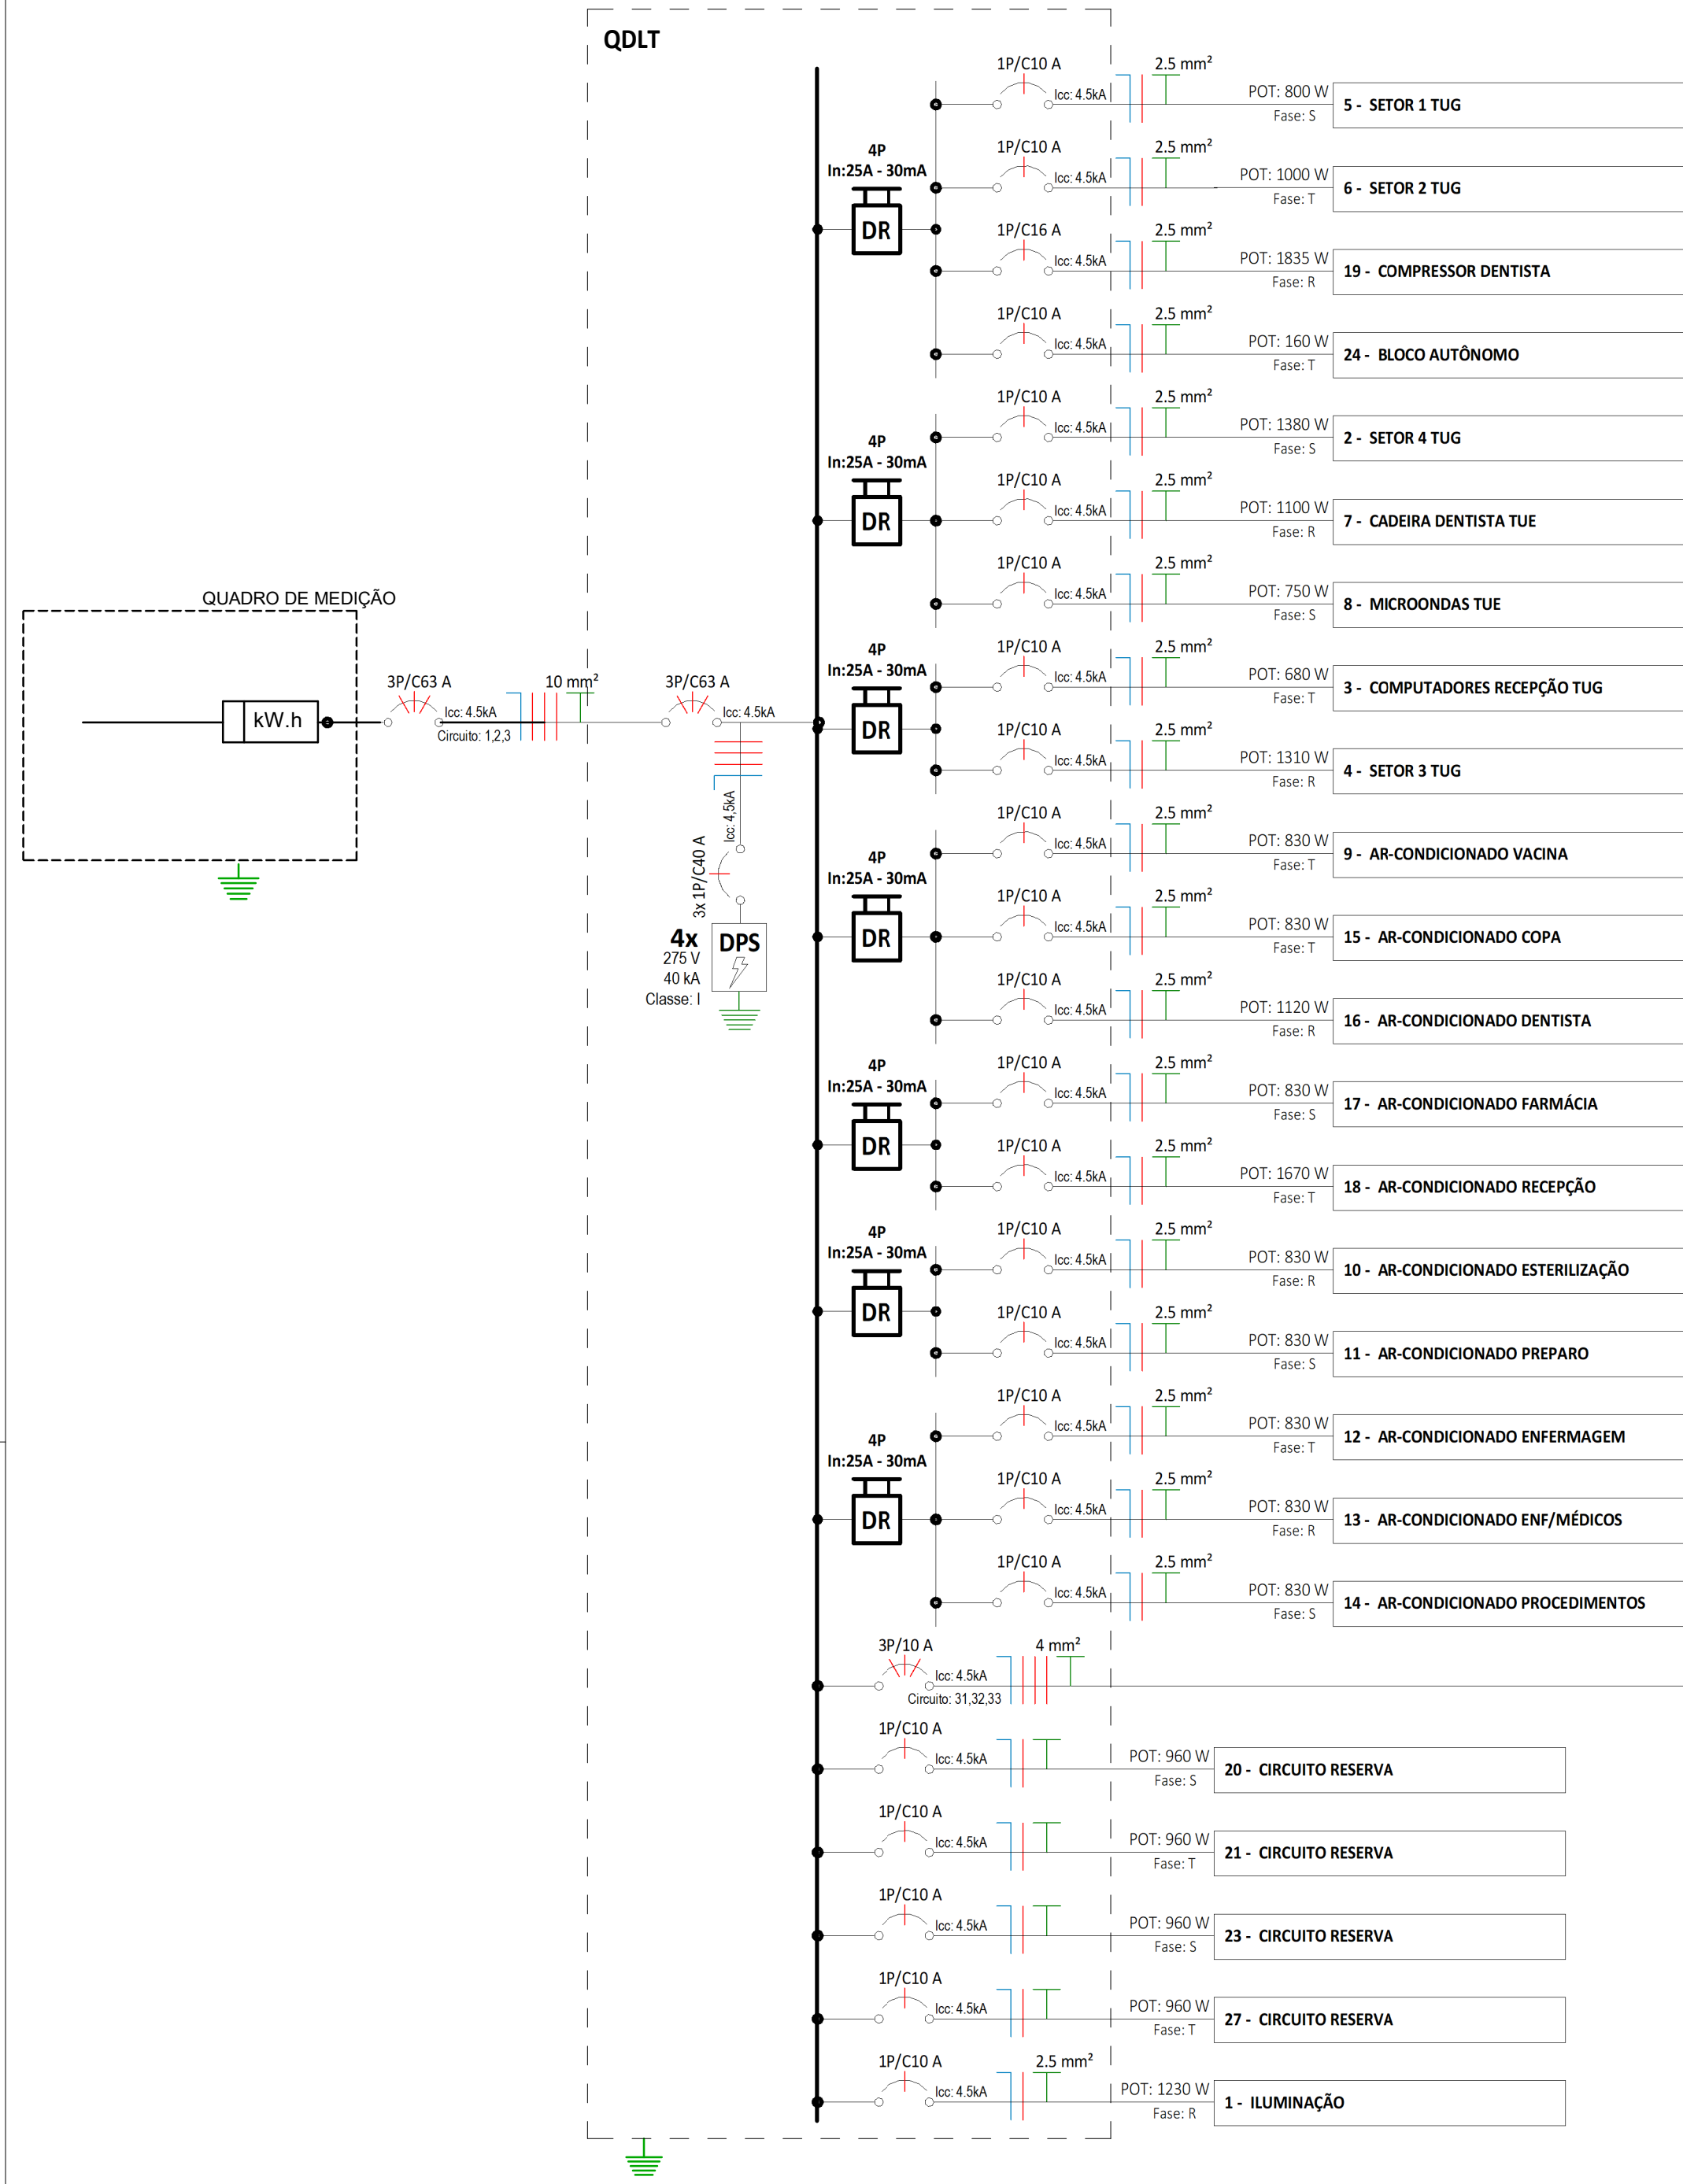 QDLT
1P/C10 A
Icc: 4.5kA
2.5 mm²
POT: 800 W
Fase: S
5 - SETOR 1 TUG
4P
In:25A - 30mA
DR
1P/C10 A
Icc: 4.5kA
2.5 mm²
POT: 1000 W
Fase: T
6 - SETOR 2 TUG
1P/C16 A
Icc: 4.5kA
2.5 mm²
POT: 1835 W
Fase: R
19 - COMPRESSOR DENTISTA
1P/C10 A
Icc: 4.5kA
2.5 mm²
POT: 160 W
Fase: T
24 - BLOCO AUTÔNOMO
1P/C10 A
Icc: 4.5kA
2.5 mm²
POT: 1380 W
Fase: S
2 - SETOR 4 TUG
4P
In:25A - 30mA
DR
1P/C10 A
Icc: 4.5kA
2.5 mm²
POT: 1100 W
Fase: R
7 - CADEIRA DENTISTA TUE
1P/C10 A
Icc: 4.5kA
2.5 mm²
POT: 750 W
Fase: S
8 - MICROONDAS TUE
QUADRO DE MEDIÇÃO
kW.h
3P/C63 A
Icc: 4.5kA
Circuito: 1,2,3
10 mm²
3P/C63 A
Icc: 4.5kA
Icc: 4,5kA
3x 1P/C40 A
4x
275 V
40 kA
Classe: I
DPS
4P
In:25A - 30mA
DR
1P/C10 A
Icc: 4.5kA
2.5 mm²
POT: 680 W
Fase: T
3 - COMPUTADORES RECEPÇÃO TUG
1P/C10 A
Icc: 4.5kA
2.5 mm²
POT: 1310 W
Fase: R
4 - SETOR 3 TUG
1P/C10 A
Icc: 4.5kA
2.5 mm²
POT: 830 W
Fase: T
9 - AR-CONDICIONADO VACINA
4P
In:25A - 30mA
DR
1P/C10 A
Icc: 4.5kA
2.5 mm²
POT: 830 W
Fase: T
15 - AR-CONDICIONADO COPA
1P/C10 A
Icc: 4.5kA
2.5 mm²
POT: 1120 W
Fase: R
16 - AR-CONDICIONADO DENTISTA
4P
In:25A - 30mA
DR
1P/C10 A
Icc: 4.5kA
2.5 mm²
POT: 830 W
Fase: S
17 - AR-CONDICIONADO FARMÁCIA
1P/C10 A
Icc: 4.5kA
2.5 mm²
POT: 1670 W
Fase: T
18 - AR-CONDICIONADO RECEPÇÃO
4P
In:25A - 30mA
DR
1P/C10 A
Icc: 4.5kA
2.5 mm²
POT: 830 W
Fase: R
10 - AR-CONDICIONADO ESTERILIZAÇÃO
1P/C10 A
Icc: 4.5kA
2.5 mm²
POT: 830 W
Fase: S
11 - AR-CONDICIONADO PREPARO
1P/C10 A
Icc: 4.5kA
2.5 mm²
POT: 830 W
Fase: T
12 - AR-CONDICIONADO ENFERMAGEM
4P
In:25A - 30mA
DR
1P/C10 A
Icc: 4.5kA
2.5 mm²
POT: 830 W
Fase: R
13 - AR-CONDICIONADO ENF/MÉDICOS
1P/C10 A
Icc: 4.5kA
2.5 mm²
POT: 830 W
Fase: S
14 - AR-CONDICIONADO PROCEDIMENTOS
3P/10 A
Icc: 4.5kA
Circuito: 31,32,33
4 mm²
1P/C10 A
Icc: 4.5kA
POT: 960 W
Fase: S
20 - CIRCUITO RESERVA
1P/C10 A
Icc: 4.5kA
POT: 960 W
Fase: T
21 - CIRCUITO RESERVA
1P/C10 A
Icc: 4.5kA
POT: 960 W
Fase: S
23 - CIRCUITO RESERVA
1P/C10 A
Icc: 4.5kA
POT: 960 W
Fase: T
27 - CIRCUITO RESERVA
1P/C10 A
Icc: 4.5kA
2.5 mm²
POT: 1230 W
Fase: R
1 - ILUMINAÇÃO